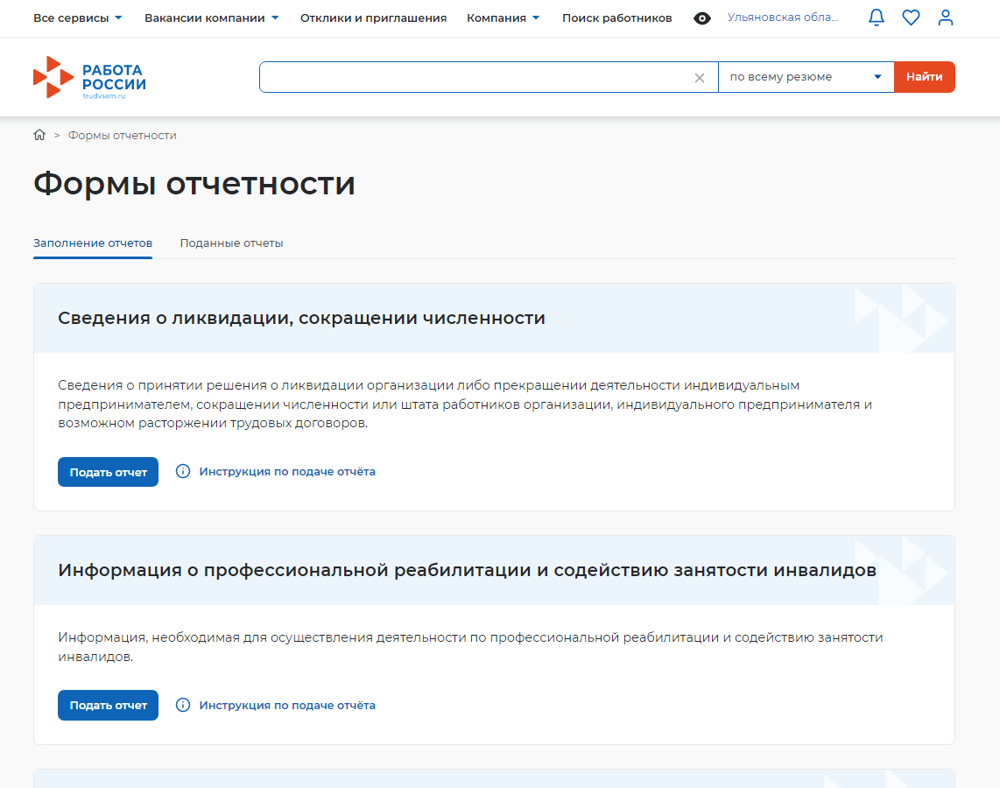 Все сервисы Вакансии компании Отклики и приглашения Компания Поиск работников Ульяновская обла...
РАБОТА
РОССИИ
trudvsem.ru
по всему резюме Найти
> Формы отчетности
Формы отчетности
Заполнение отчетов Поданные отчеты
Сведения о ликвидации, сокращении численности
Сведения о принятии решения о ликвидации организации либо прекращении деятельности индивидуальным
предпринимателем, сокращении численности или штата работников организации, индивидуального предпринимателя и
возможном расторжении трудовых договоров.
Подать отчет Инструкция по подаче отчёта
Информация о профессиональной реабилитации и содействию занятости инвалидов
Информация, необходимая для осуществления деятельности по профессиональной реабилитации и содействию занятости
инвалидов.
Подать отчет Инструкция по подаче отчёта